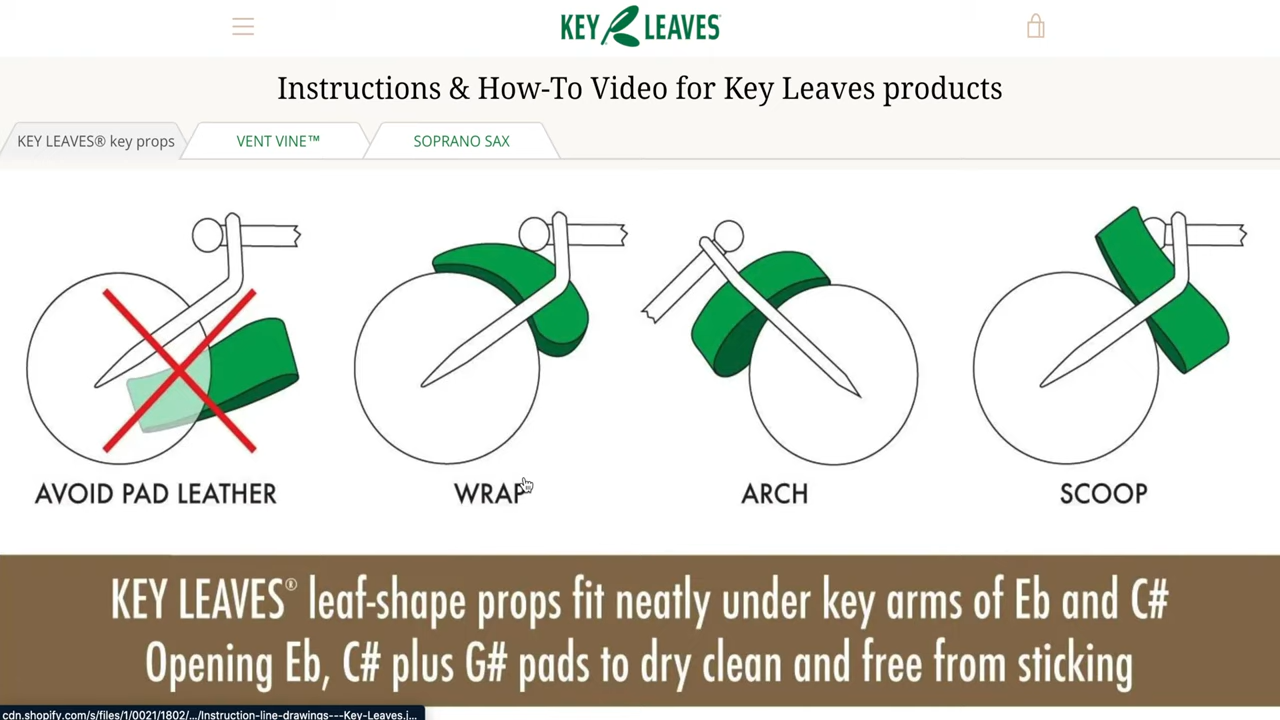 KEY LEAVES
Instructions & How-To Video for Key Leaves products
KEY LEAVES® key props
VENT VINE™
SOPRANO SAX
AVOID PAD LEATHER
WRAP
ARCH
SCOOP
KEY LEAVES® leaf-shape props fit neatly under key arms of Eb and C#
Opening Eb, C# plus G# pads to dry clean and free from sticking
cdn.shopify.com/s/files/1/0021/1802/.../Instruction-line-drawings---Key-Leaves.j...